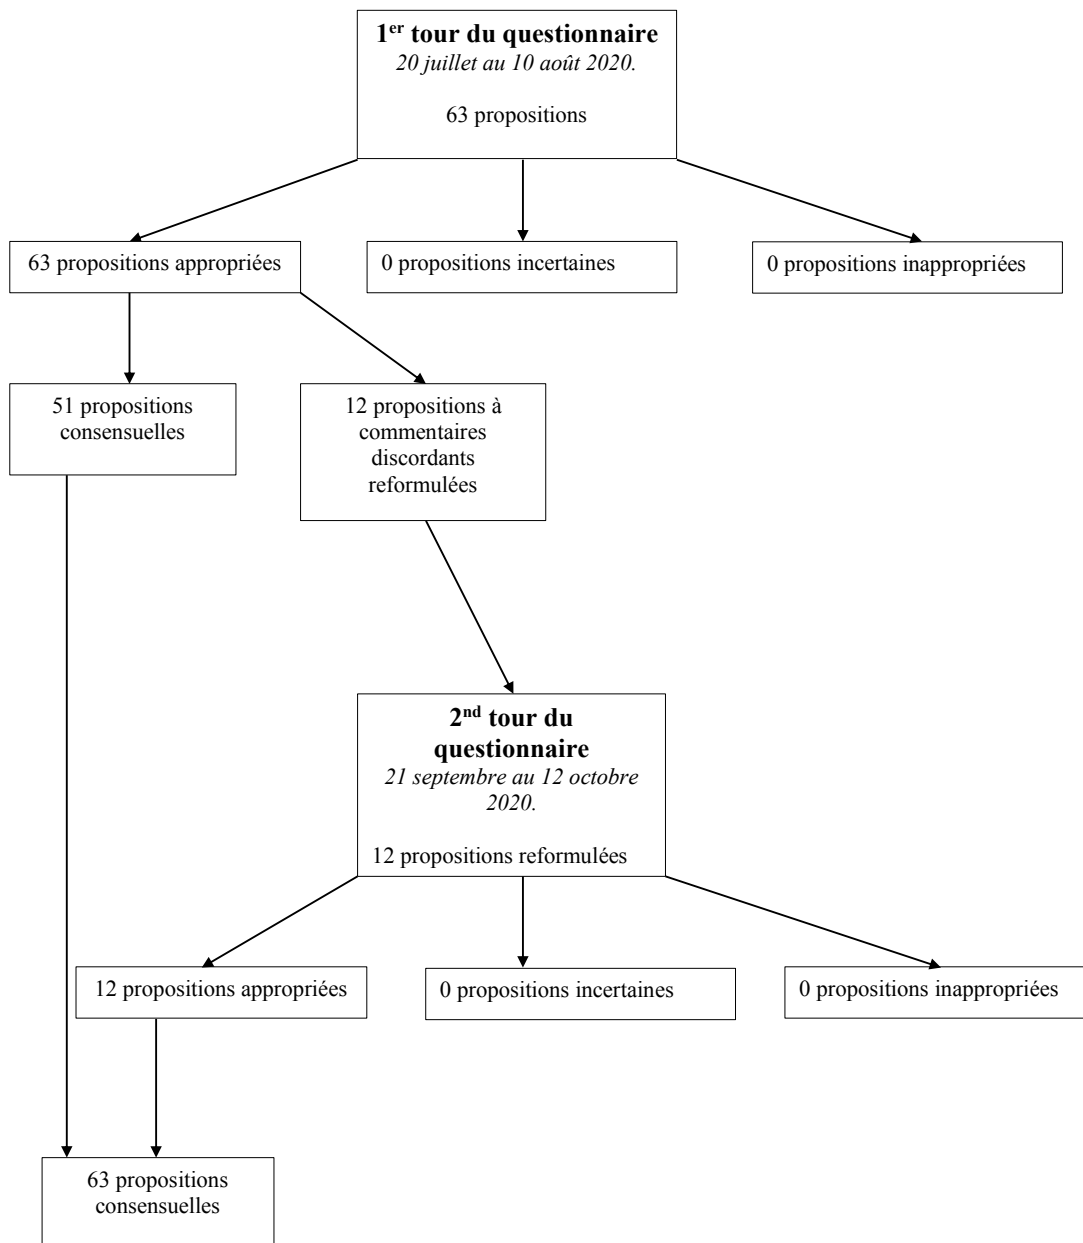 1er tour du questionnaire
20 juillet au 10 août 2020.
63 propositions
63 propositions appropriées
0 propositions incertaines
0 propositions inappropriées
51 propositions
consensuelles
12 propositions à
commentaires
discordants
reformulées
2nd tour du
questionnaire
21 septembre au 12 octobre
2020.
12 propositions reformulées
12 propositions appropriées
0 propositions incertaines
0 propositions inappropriées
63 propositions
consensuelles